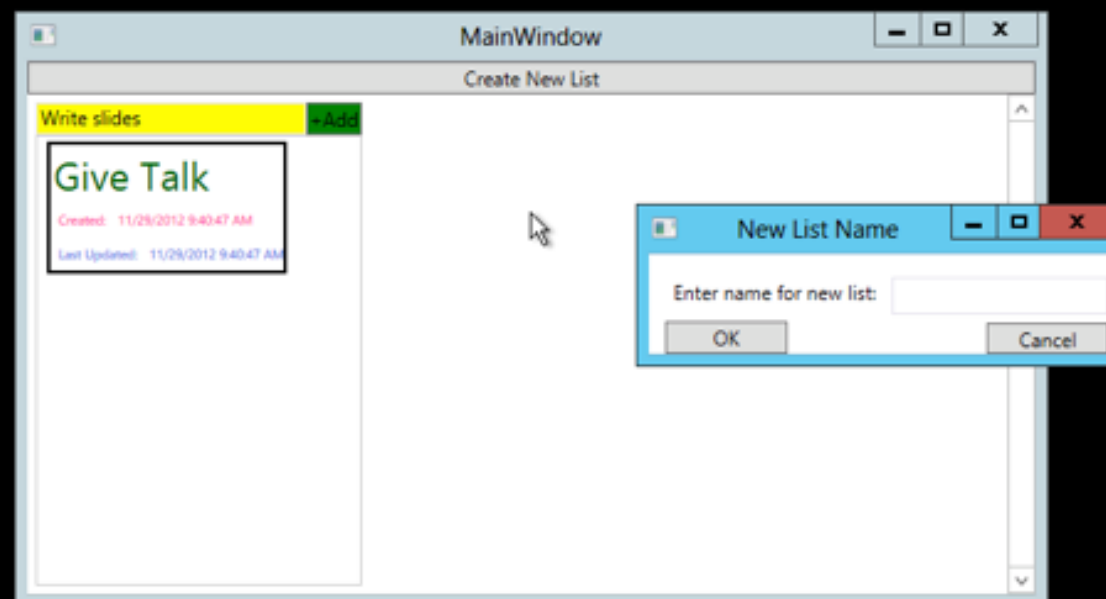 MainWindow
Create New List
Write slides +Add
Give Talk
Created: 11/29/2012 9:40:47 AM
Last Updated: 11/29/2012 9:40:47 AM
New List Name
Enter name for new list:
OK Cancel